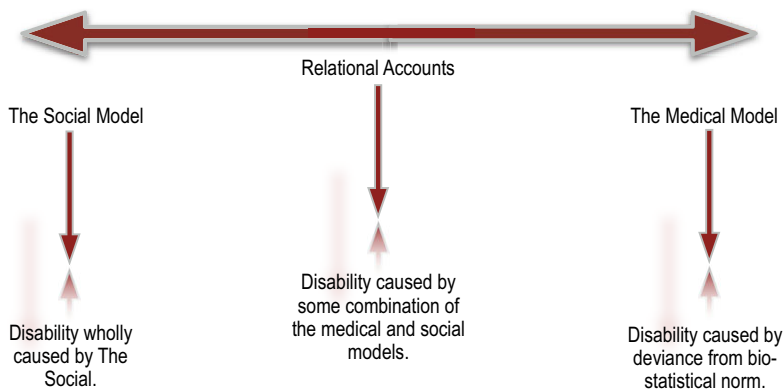 Relational Accounts
The Social Model
The Medical Model
Disability caused by
some combination of
the medical and social
models.
Disability wholly
caused by The
Social.
Disability caused by
deviance from bio-
statistical norm.